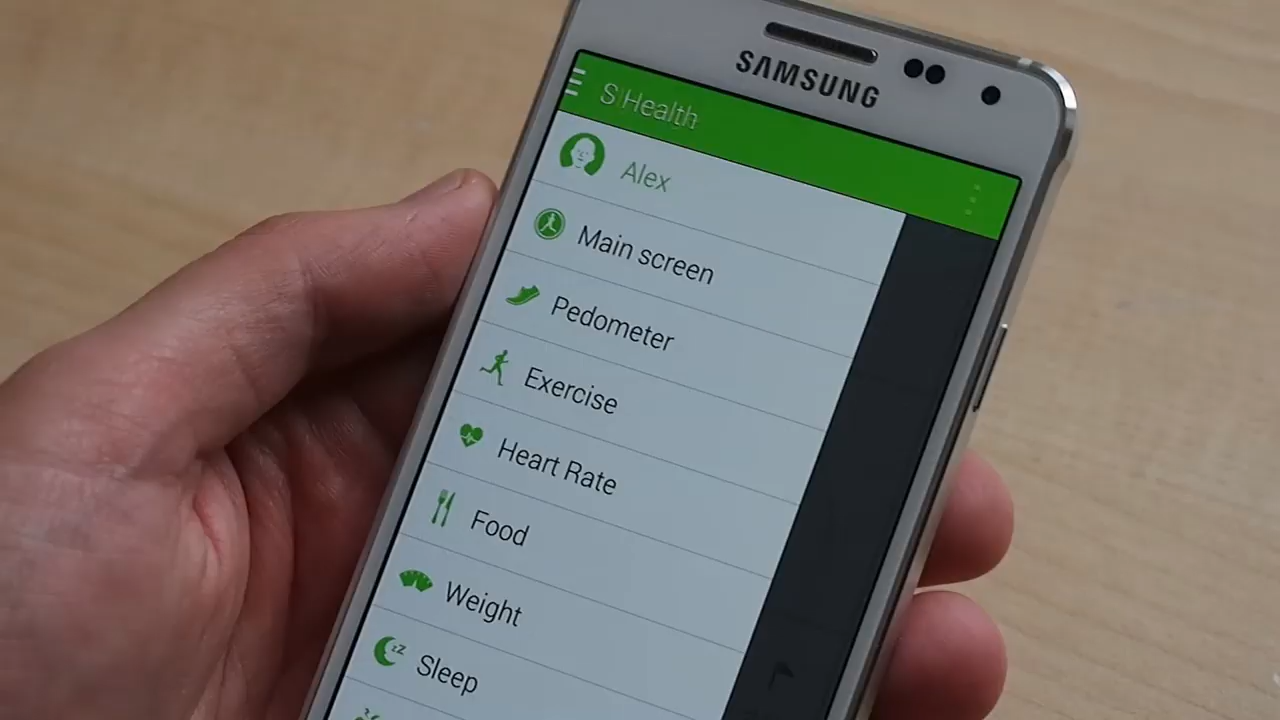 SAMSUNG
S Health
Alex
Main screen
Pedometer
Exercise
Heart Rate
Food
Weight
Sleep